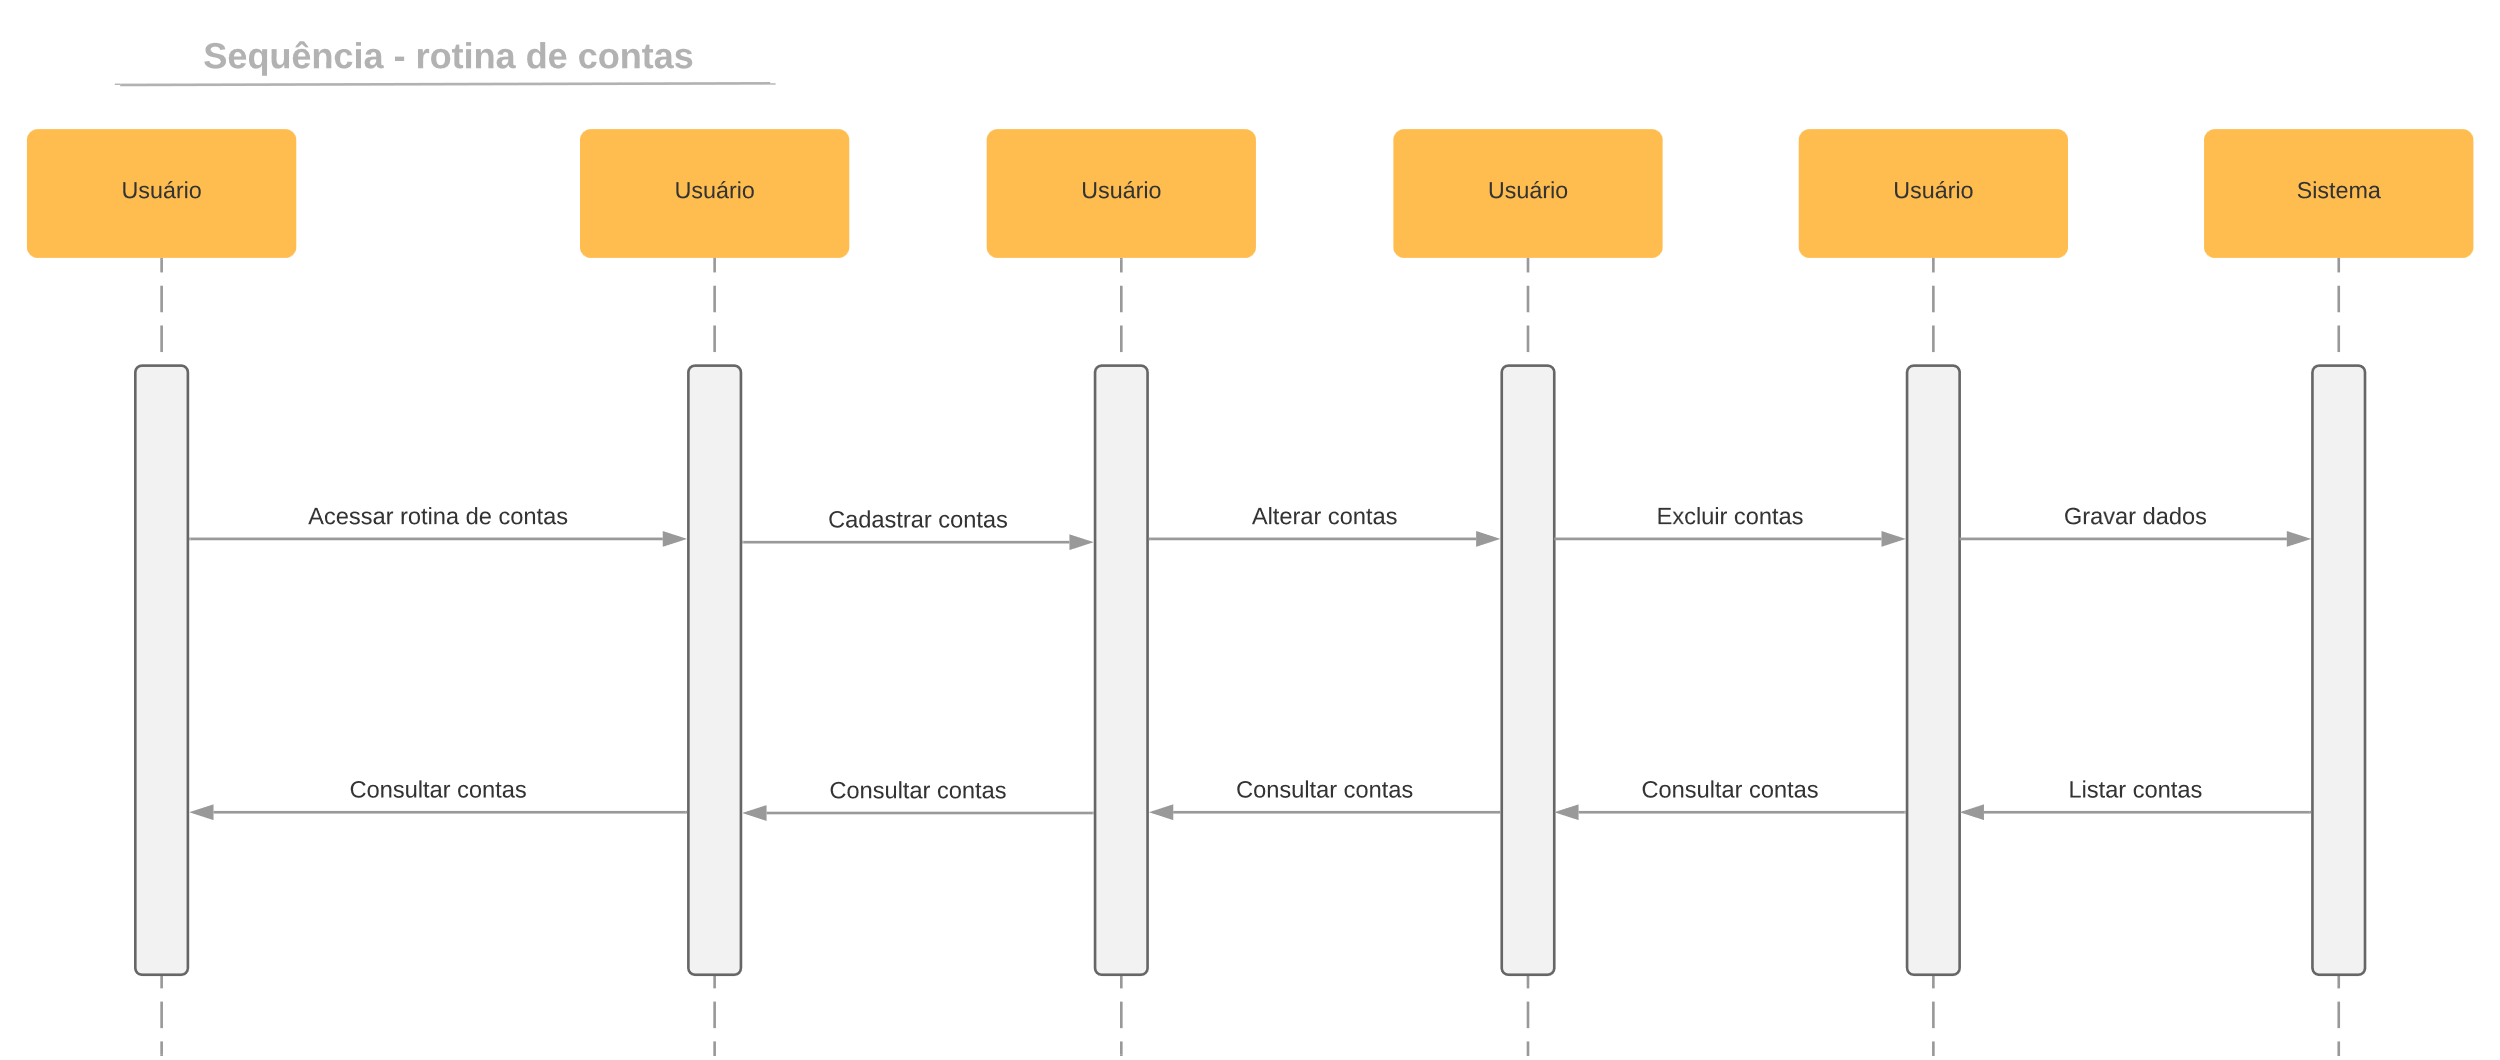 Sequência - rotina de contas
Usuário
Usuário
Usuário
Usuário
Usuário
Sistema
Acessar rotina de contas
Cadastrar contas
Alterar contas
Excluir contas
Gravar dados
Consultar contas
Consultar contas
Consultar contas
Consultar contas
Listar contas